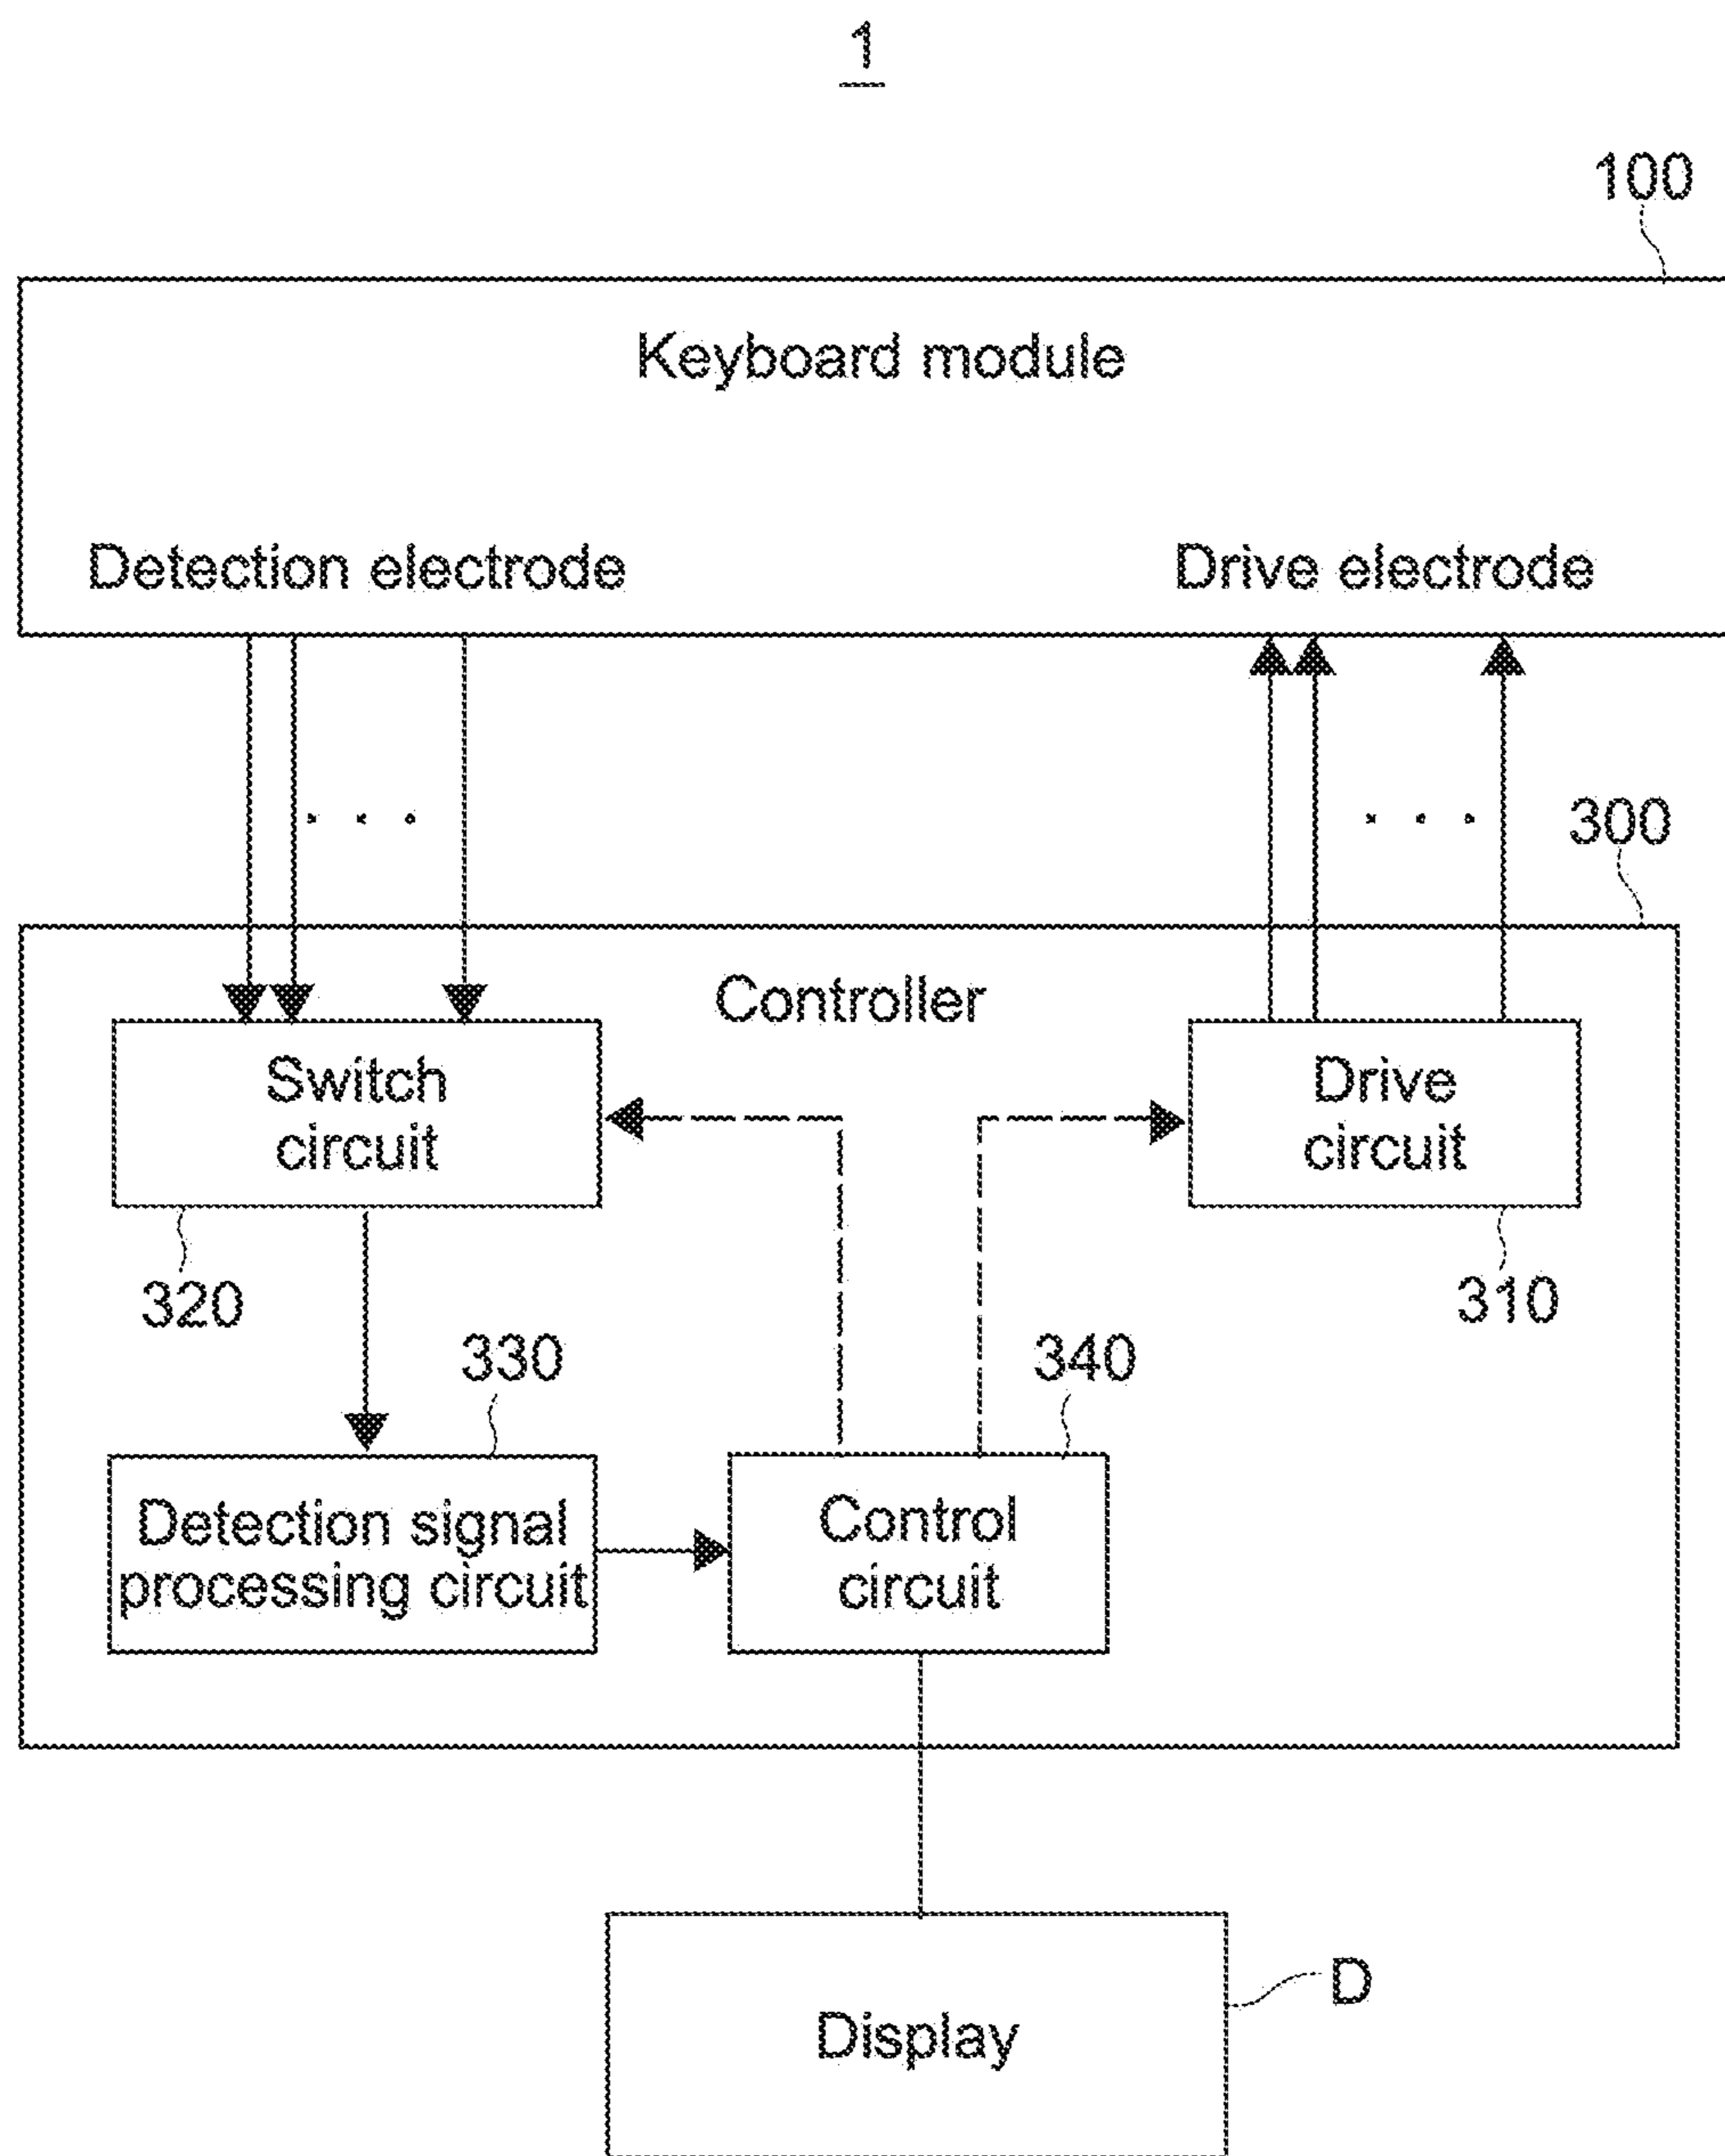 1
100
Keyboard module
Detection electrode
Drive electrode
. . .
. . .
300
Controller
Switch
circuit
Drive
circuit
320
310
330
340
Detection signal
processing circuit
Control
circuit
Display
D